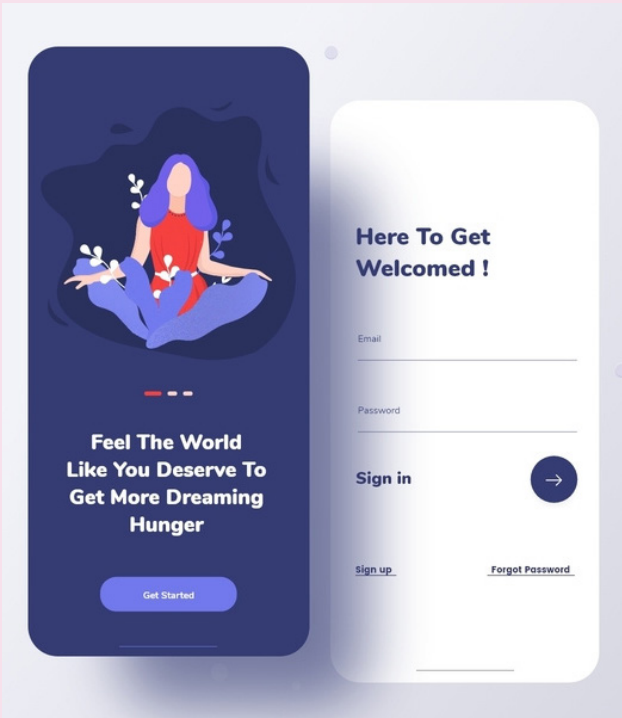 Feel The World
Like You Deserve To
Get More Dreaming
Hunger
Get Started
Here To Get
Welcomed !
Email
Password
Sign in
Sign up
Forgot Password